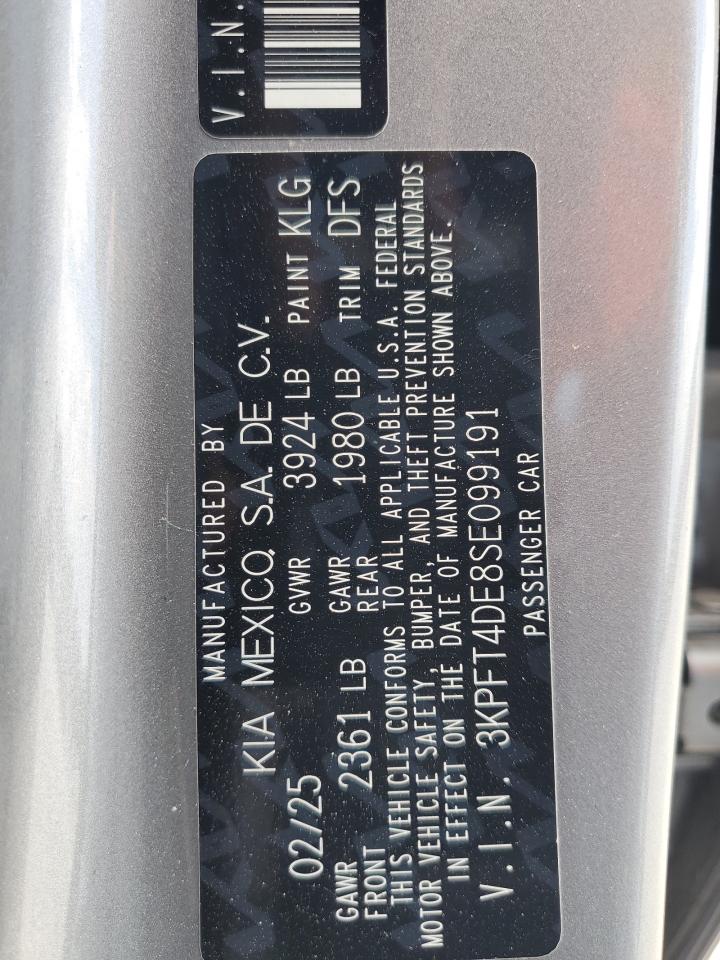 V.I.N.
MANUFACTURED BY
KIA MEXICO, S.A. DE C.V.
02/25 GVWR 3924 LB PAINT KLG
GAWR FRONT 2361 LB GAWR REAR 1980 LB TRIM DFS
THIS VEHICLE CONFORMS TO ALL APPLICABLE U.S.A. FEDERAL
MOTOR VEHICLE SAFETY, BUMPER, AND THEFT PREVENTION STANDARDS
IN EFFECT ON THE DATE OF MANUFACTURE SHOWN ABOVE.
V.I.N. 3KPFT4DE8SE099191
PASSENGER CAR